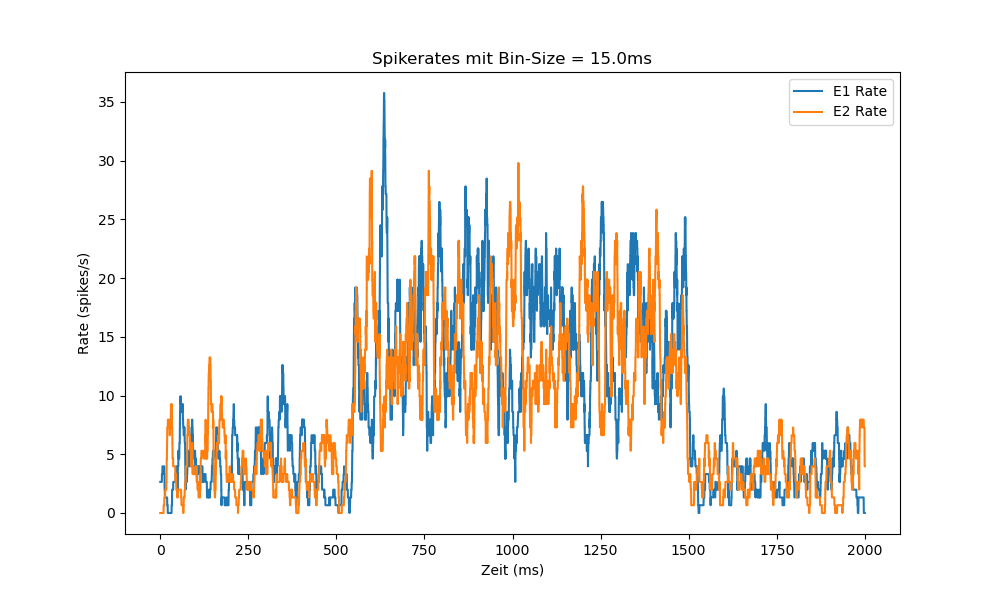 Spikerates mit Bin-Size = 15.0ms
E1 Rate
E2 Rate
Rate (spikes/s)
35
30
25
20
15
10
5
0
0 250 500 750 1000 1250 1500 1750 2000
Zeit (ms)